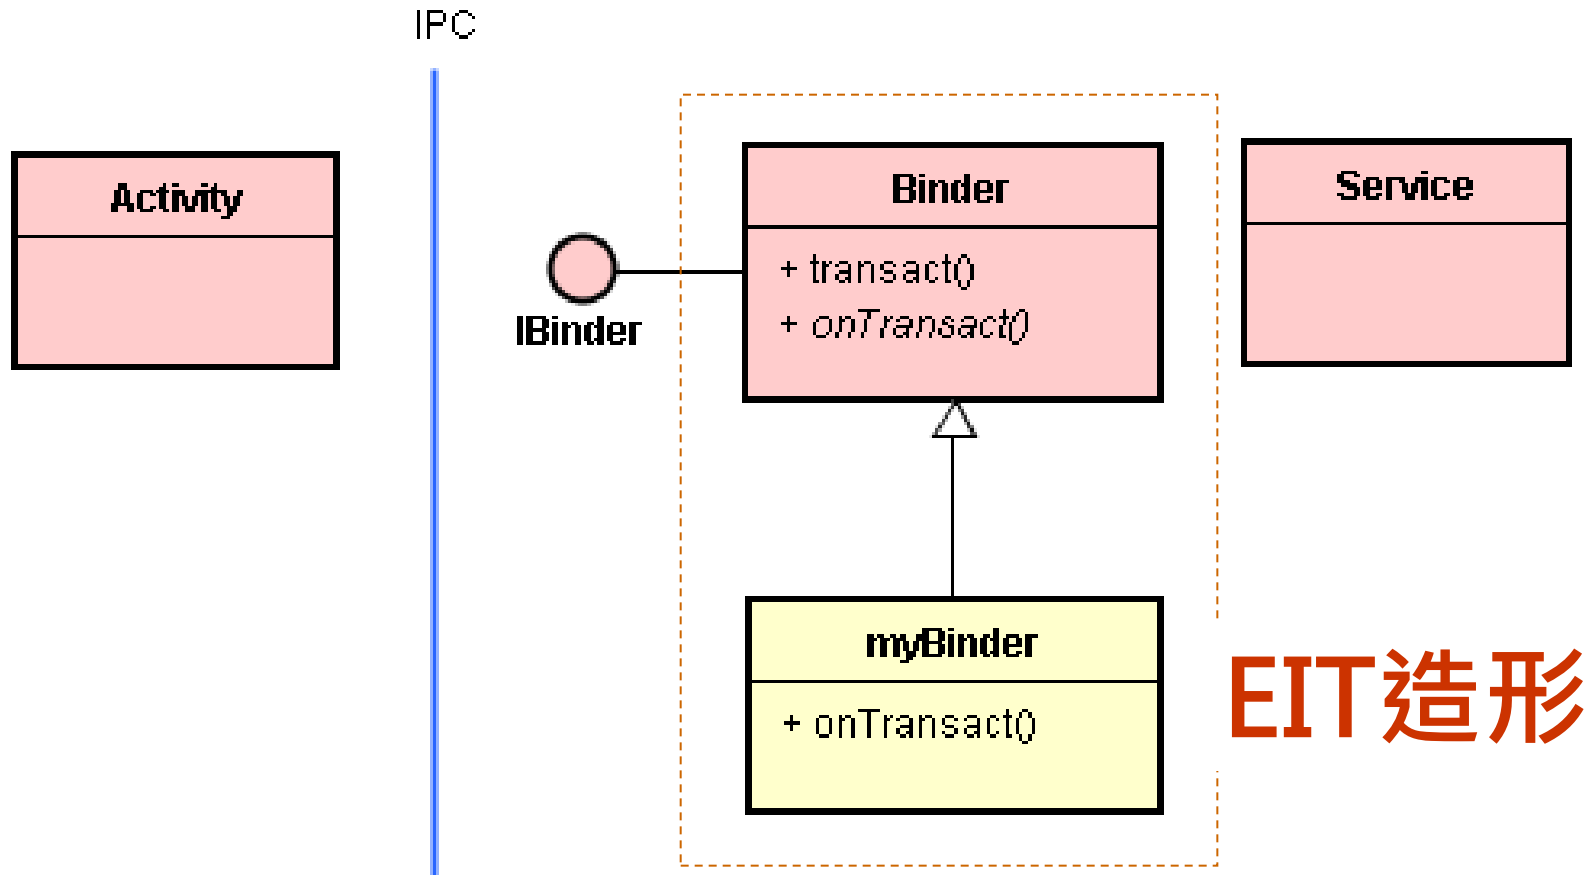 IPC
Activity
IBinder
Binder
+ transact()
+ onTransact()
Service
myBinder
+ onTransact()
EIT造形